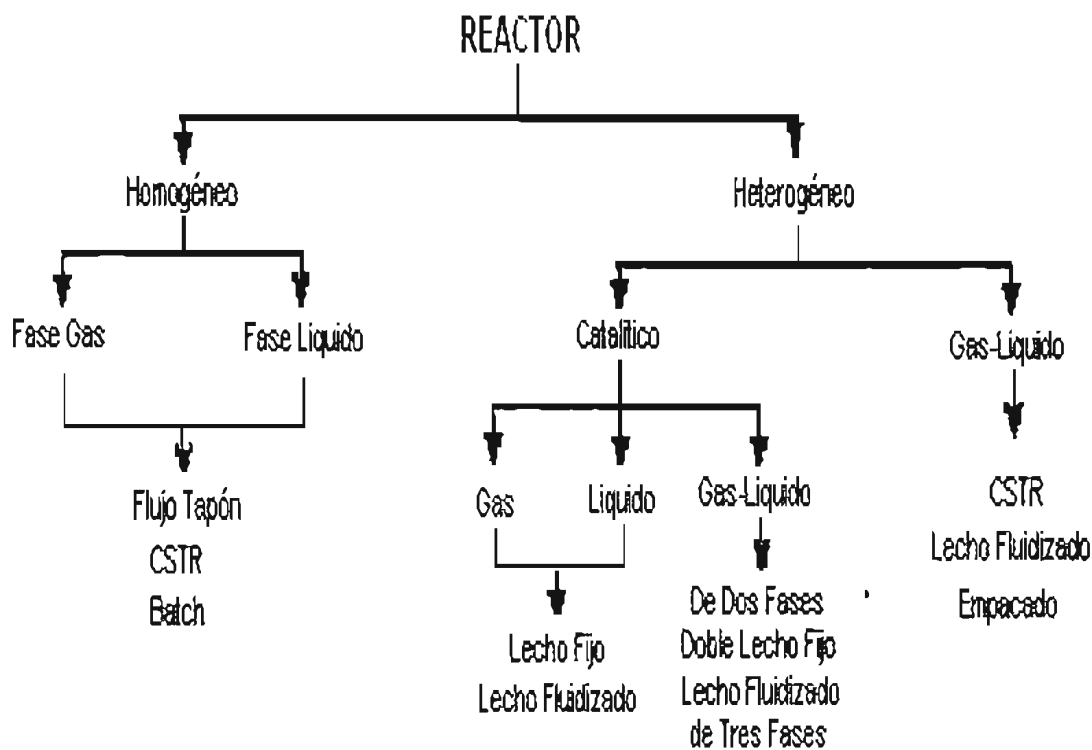 REACTOR
Homogéneo
Heterogéneo
Fase Gas
Fase Liquido
Catalítico
Gas-Liquido
Gas
Liquido
Gas-Liquido
Flujo Tapón
CSTR
Batch
Lecho Fijo
Lecho Fluidizado
De Dos Fases
Doble Lecho Fijo
Lecho Fluidizado
de Tres Fases
CSTR
Lecho Fluidizado
Empacado